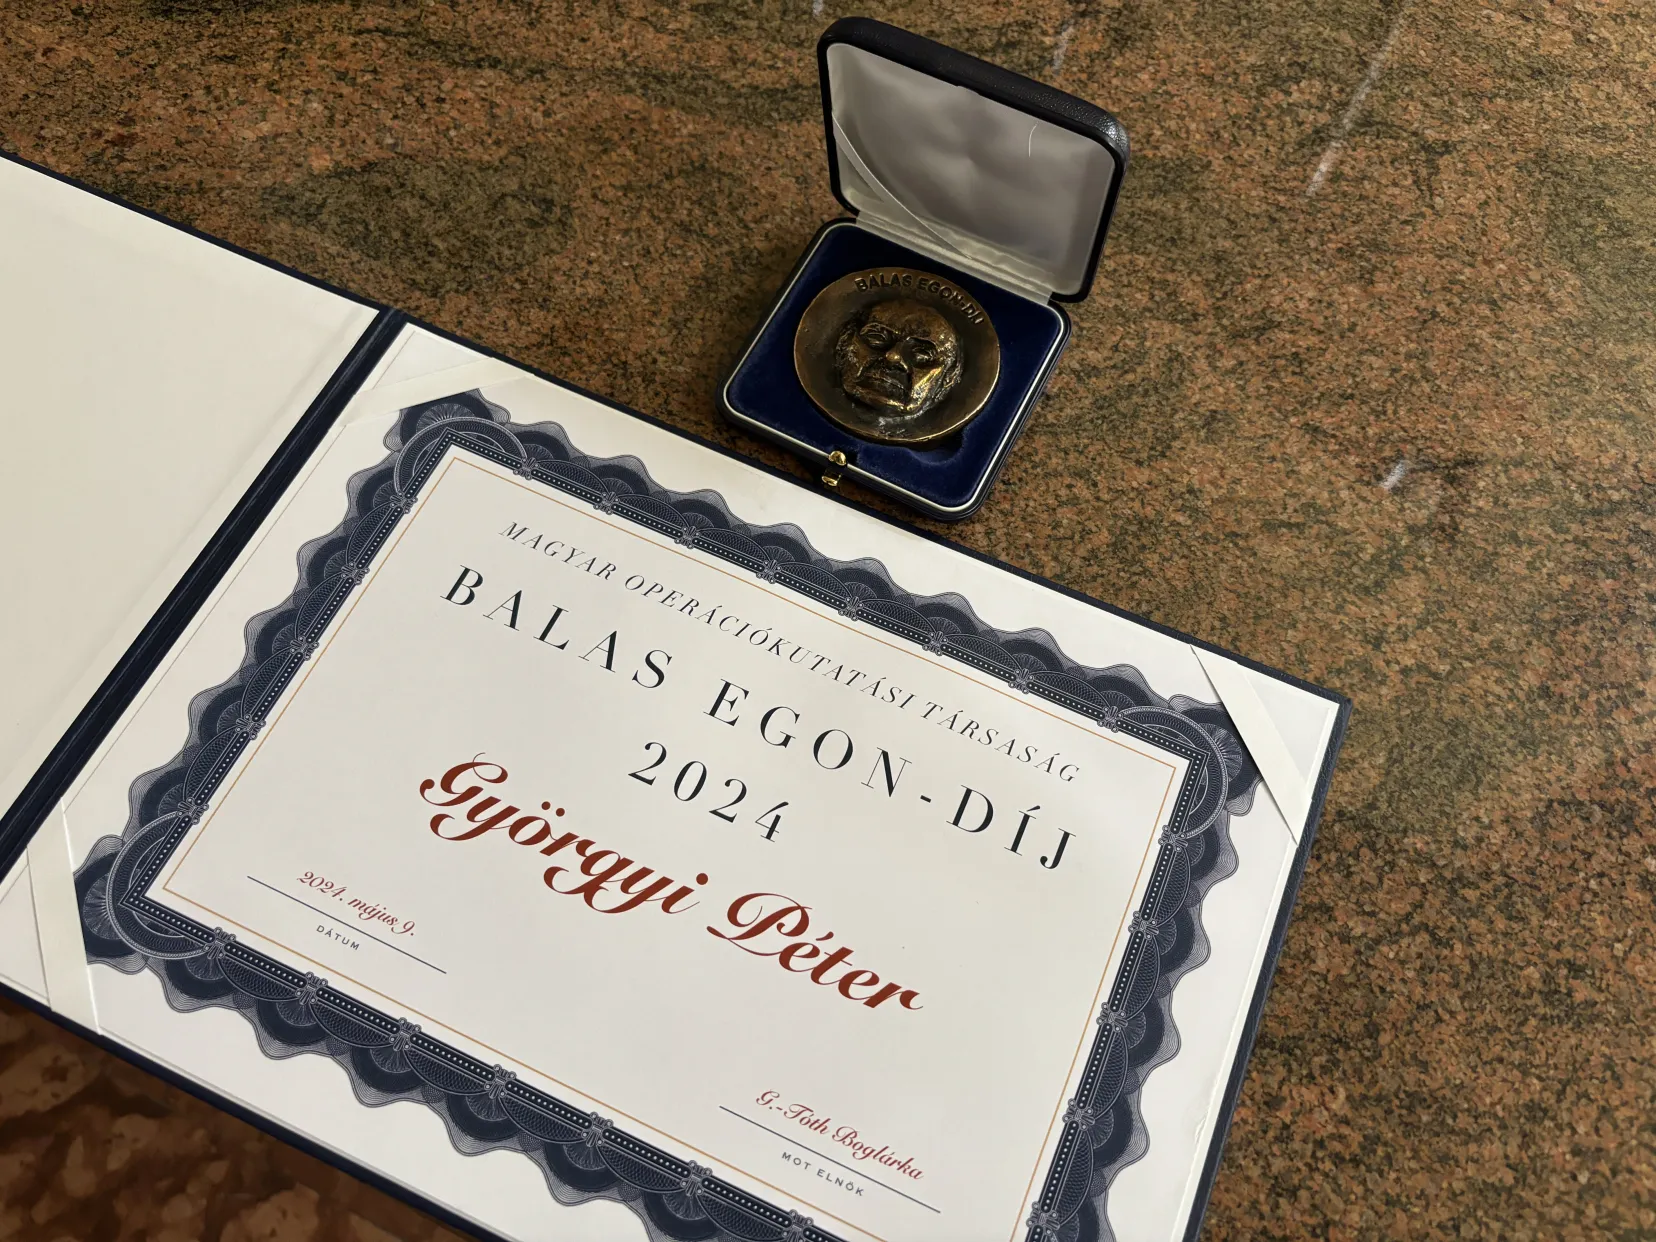 BALAS EGON-DÍJ
MAGYAR OPERÁCIÓKUTATÁSI TÁRSASÁG
BALAS EGON-DÍJ
2024
Györgyi Péter
2024. május 9.
DÁTUM
G.-Tóth Boglárka
MOT ELNÖK